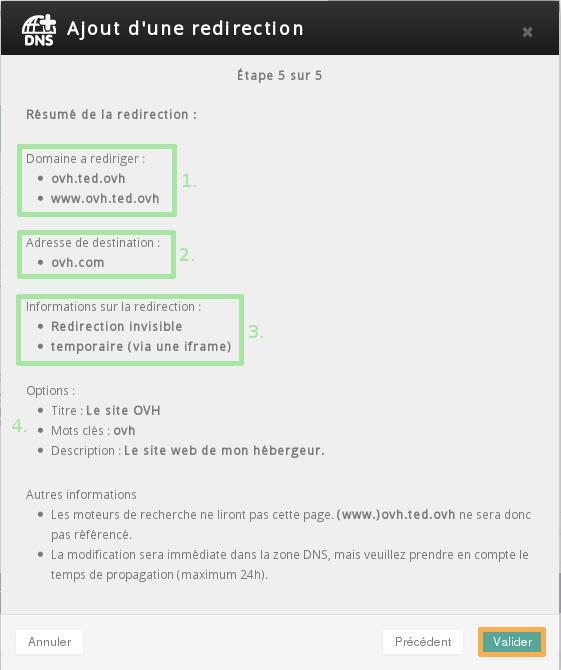 DNS Ajout d'une redirection ×
Étape 5 sur 5
Résumé de la redirection :
Domaine a rediriger :
• ovh.ted.ovh
• www.ovh.ted.ovh
1.
Adresse de destination :
• ovh.com
2.
Informations sur la redirection :
• Redirection invisible
• temporaire (via une iframe)
3.
Options :
• Titre : Le site OVH
4.
• Mots clés : ovh
• Description : Le site web de mon hébergeur.
Autres informations
• Les moteurs de recherche ne liront pas cette page. (www.)ovh.ted.ovh ne sera donc
pas référencé.
• La modification sera immédiate dans la zone DNS, mais veuillez prendre en compte le
temps de propagation (maximum 24h).
Annuler Précédent Valider